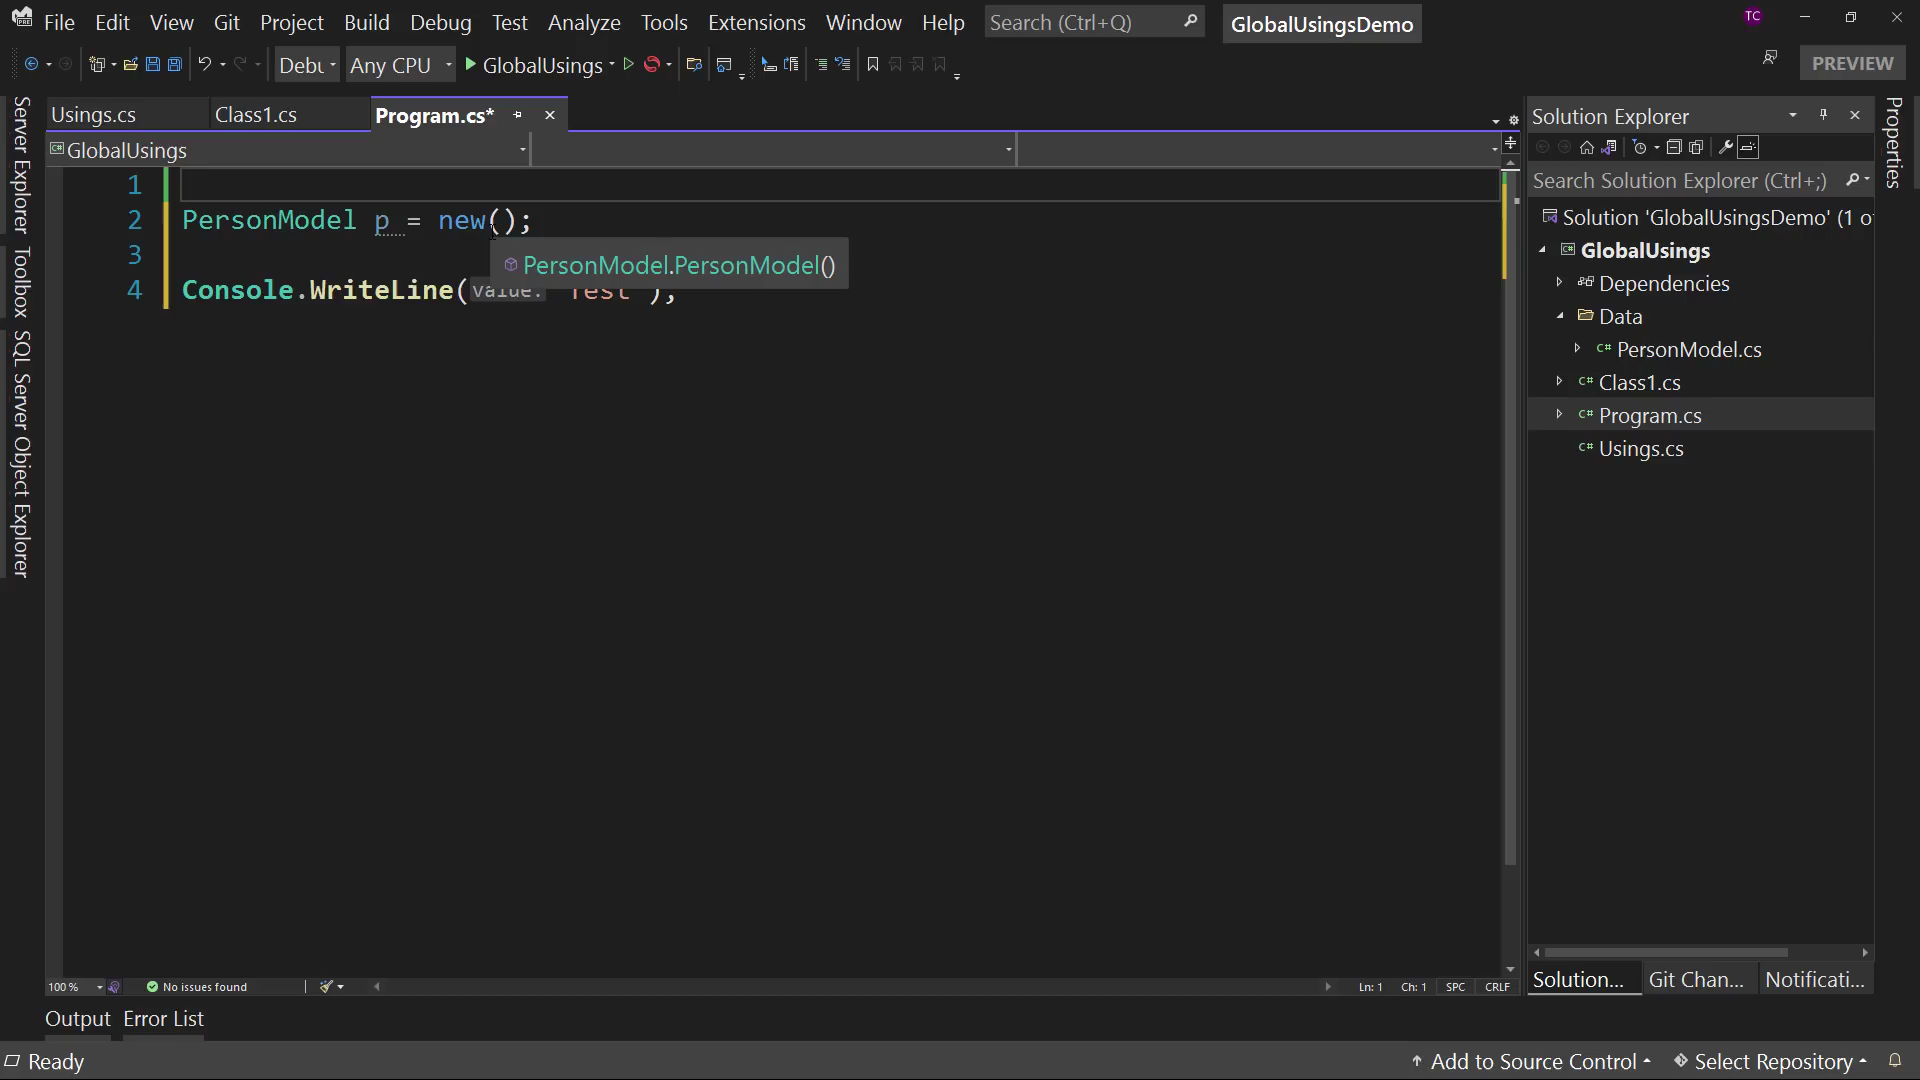 File Edit View Git Project Build Debug Test Analyze Tools Extensions Window Help Search (Ctrl+Q) GlobalUsingsDemo TC
Debu Any CPU GlobalUsings PREVIEW
Server Explorer
Toolbox
SQL Server Object Explorer
Usings.cs Class1.cs Program.cs*
C# GlobalUsings
1
2 PersonModel p = new();
3
PersonModel.PersonModel()
4 Console.WriteLine(value: Test );
100 % No issues found Ln: 1 Ch: 1 SPC CRLF
Solution Explorer
Search Solution Explorer (Ctrl+;)
Solution 'GlobalUsingsDemo' (1 o
C# GlobalUsings
Dependencies
Data
C# PersonModel.cs
C# Class1.cs
C# Program.cs
C# Usings.cs
Solution... Git Chan... Notificati...
Properties
Output Error List
Ready Add to Source Control Select Repository